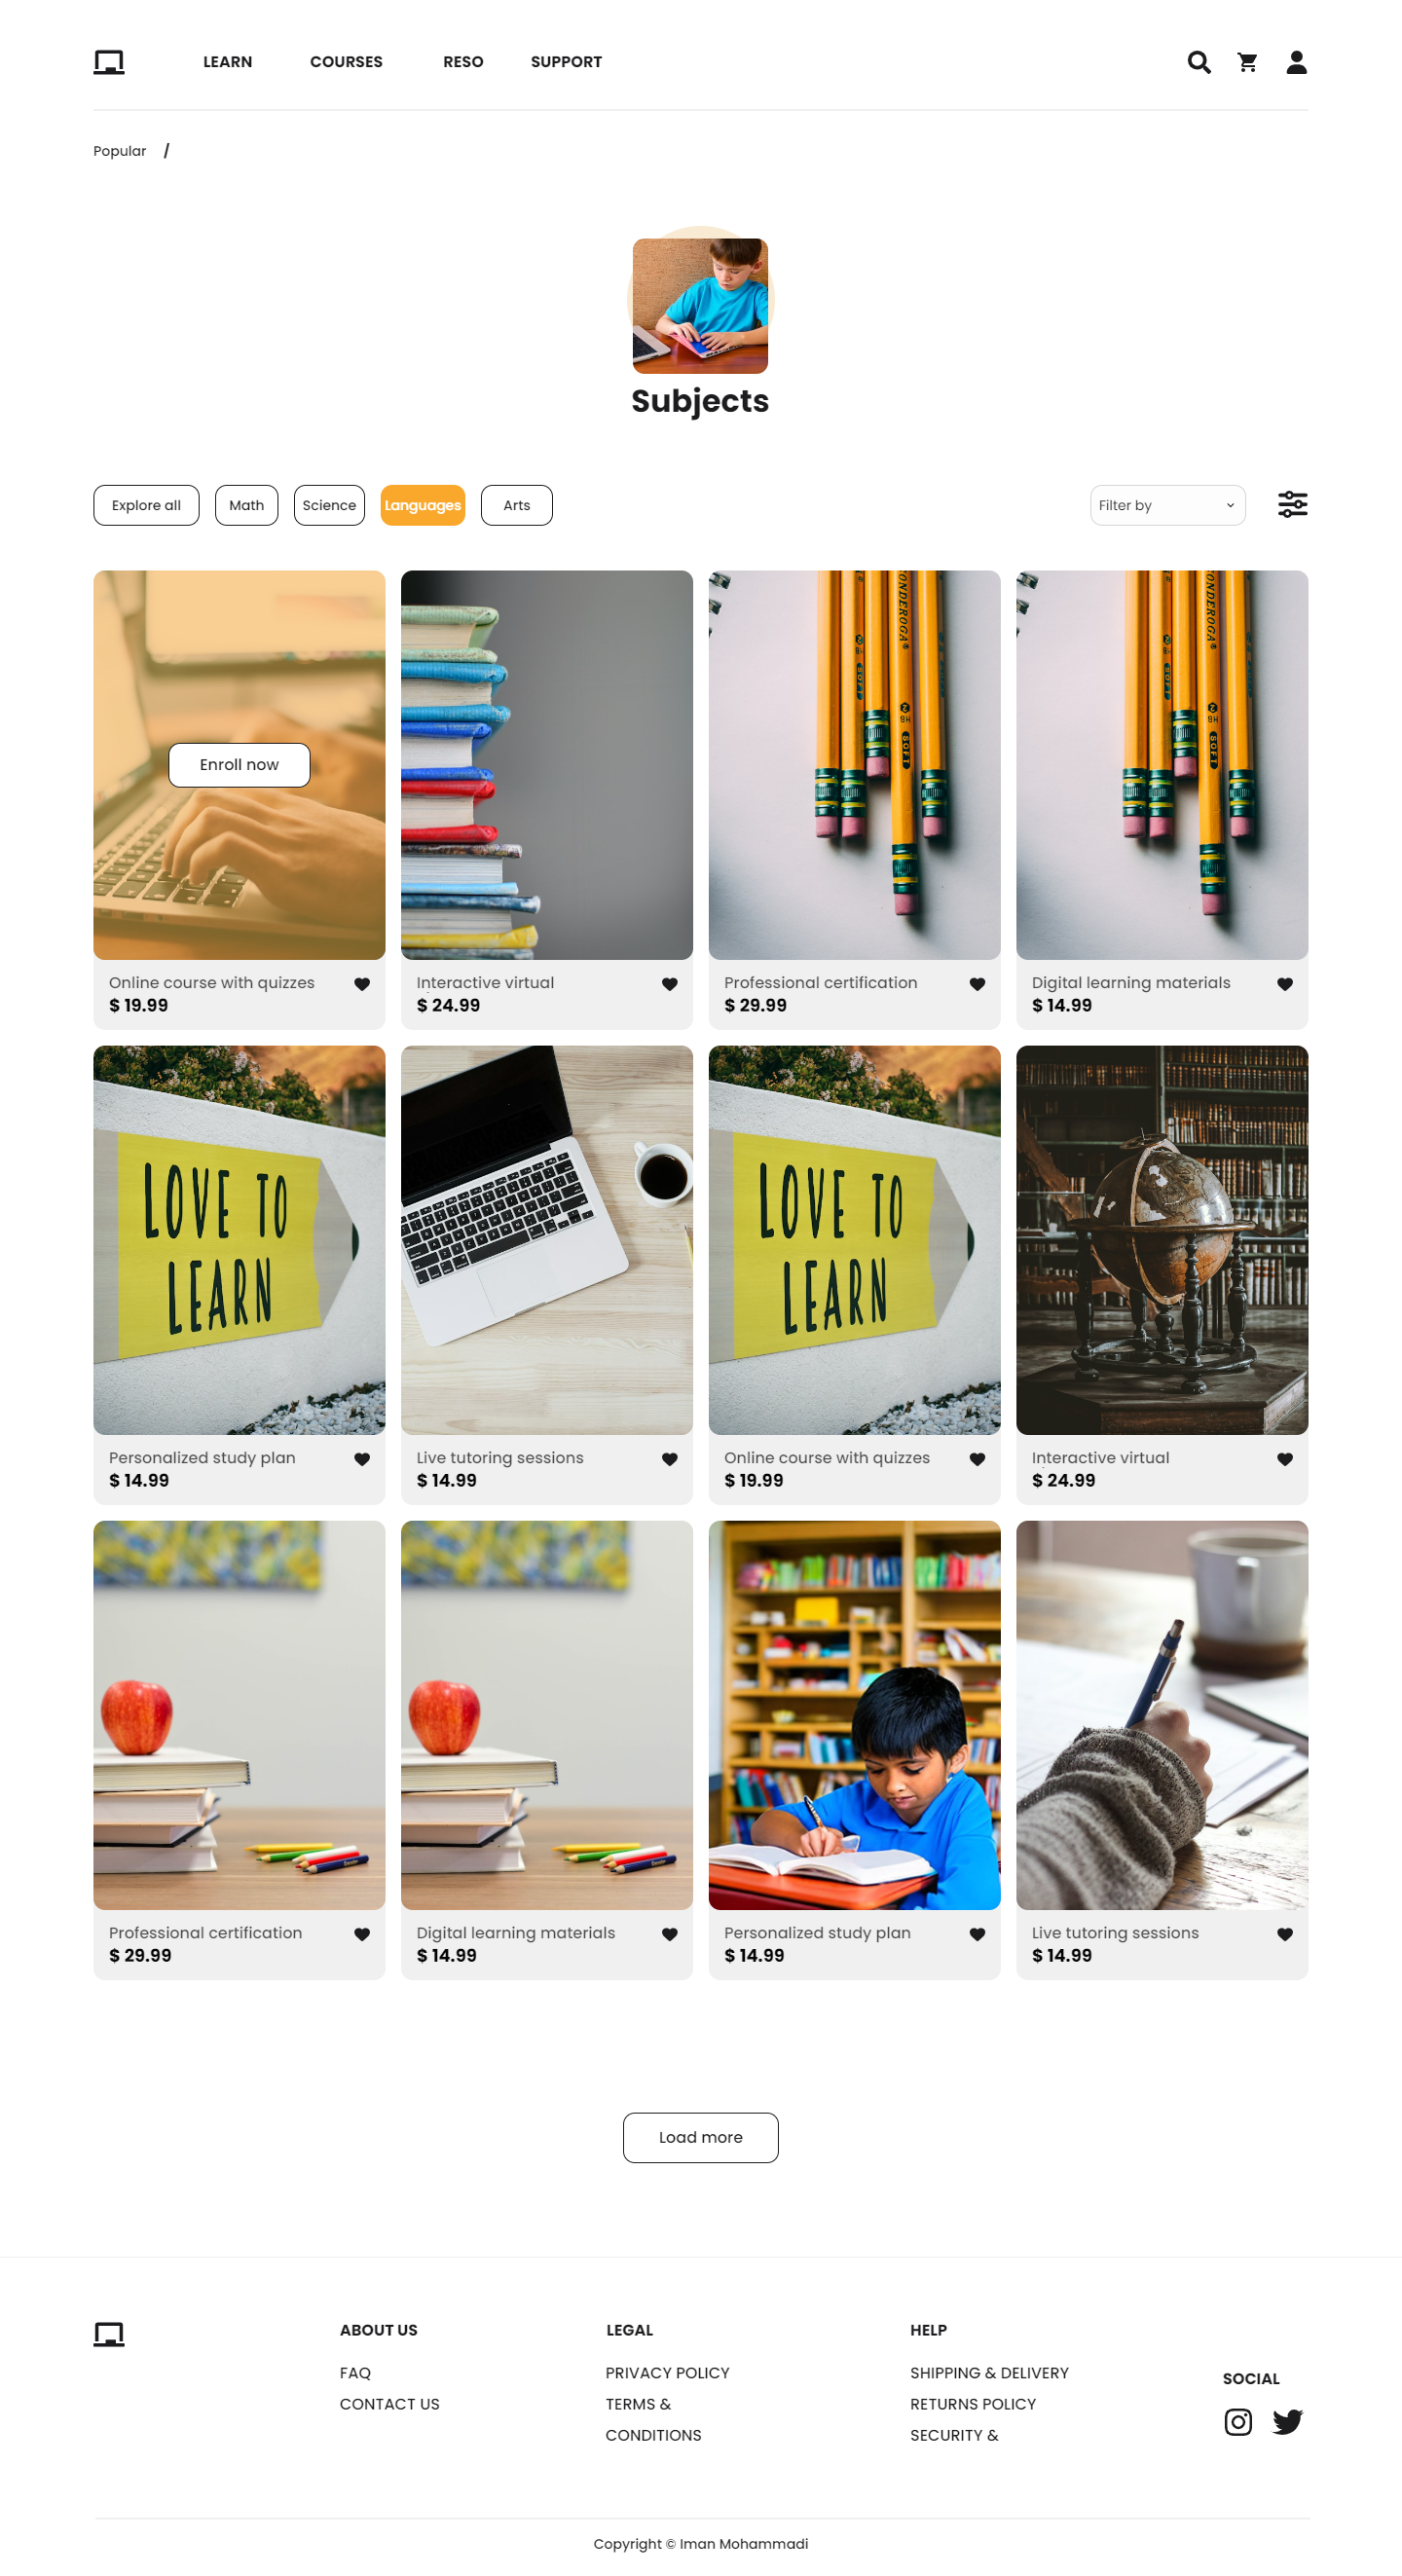 LEARN COURSES RESO SUPPORT
Popular /
Subjects
Explore all Math Science Languages Arts Filter by
Enroll now
TICONDEROGA®
SOFT
HB
SOFT
Online course with quizzes Interactive virtual Professional certification Digital learning materials
$ 19.99 $ 24.99 $ 29.99 $ 14.99
LOVE TO
LEARN
LOVE TO
LEARN
Personalized study plan Live tutoring sessions Online course with quizzes Interactive virtual
$ 14.99 $ 14.99 $ 19.99 $ 24.99
Professional certification Digital learning materials Personalized study plan Live tutoring sessions
$ 29.99 $ 14.99 $ 14.99 $ 14.99
Load more
ABOUT US LEGAL HELP
FAQ PRIVACY POLICY SHIPPING & DELIVERY
SOCIAL
CONTACT US TERMS & RETURNS POLICY
CONDITIONS SECURITY &
Copyright © Iman Mohammadi